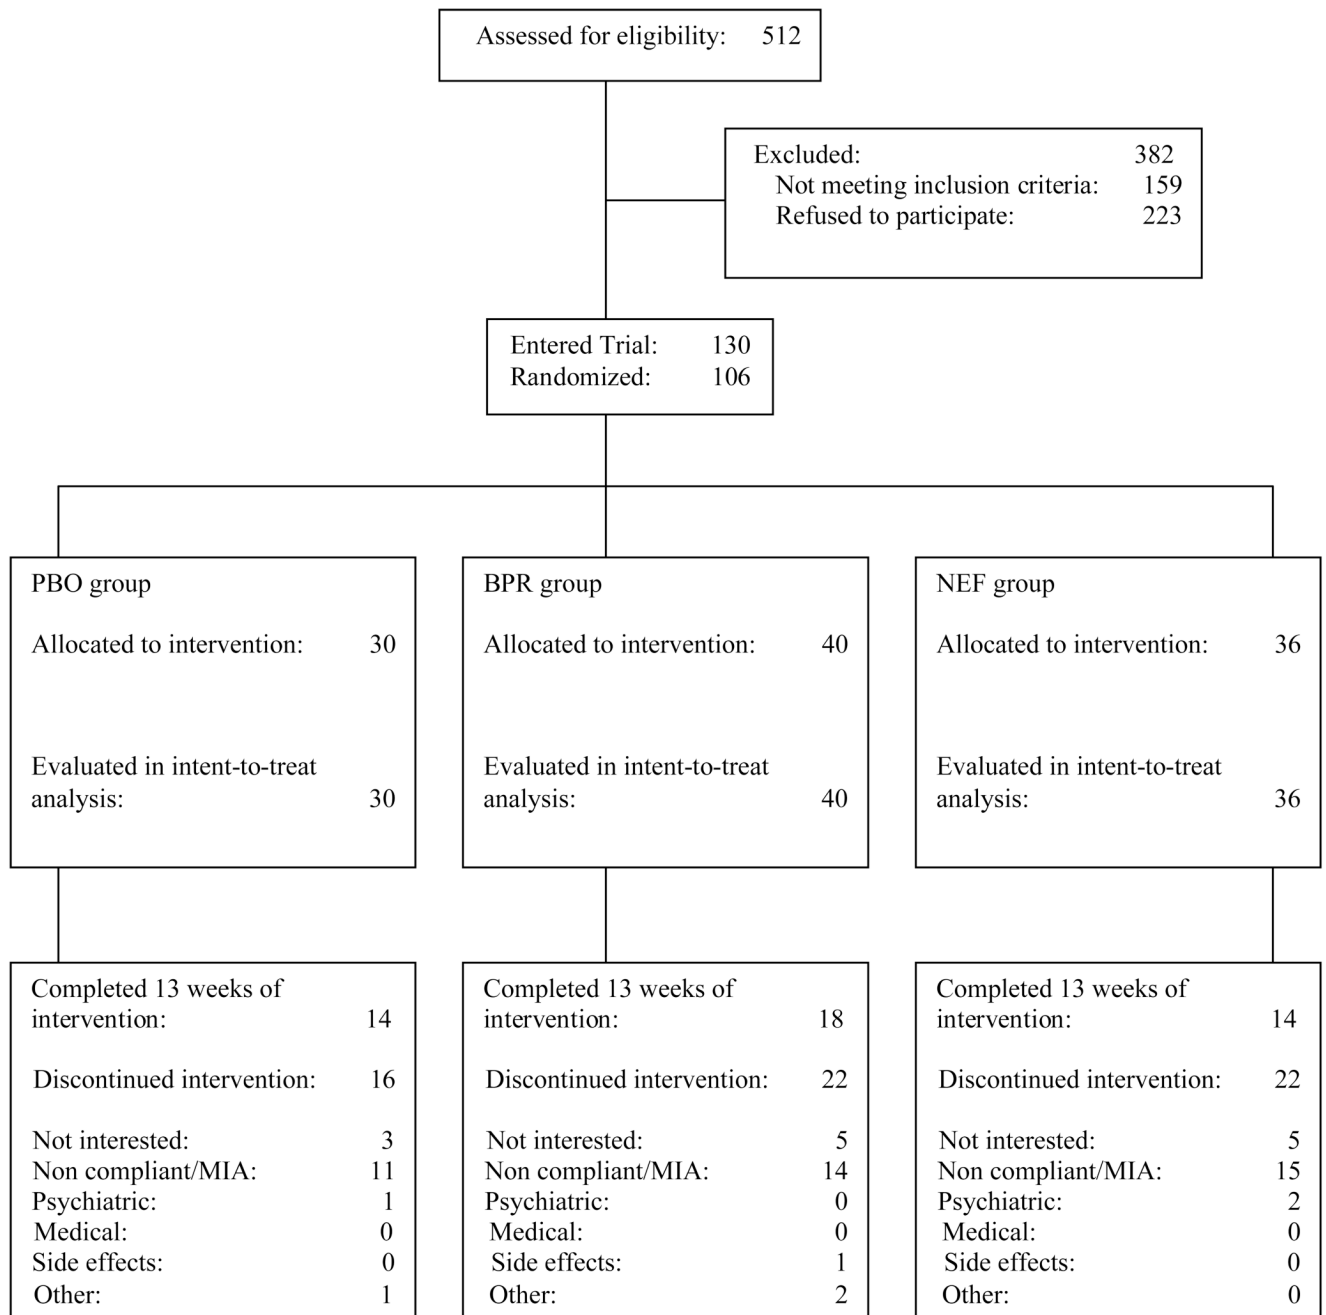 Assessed for eligibility: 512
Excluded: 382
Not meeting inclusion criteria: 159
Refused to participate: 223
Entered Trial: 130
Randomized: 106
PBO group
Allocated to intervention: 30
Evaluated in intent-to-treat
analysis: 30
BPR group
Allocated to intervention: 40
Evaluated in intent-to-treat
analysis: 40
NEF group
Allocated to intervention: 36
Evaluated in intent-to-treat
analysis: 36
Completed 13 weeks of
intervention: 14
Discontinued intervention: 16
Not interested: 3
Non compliant/MIA: 11
Psychiatric: 1
Medical: 0
Side effects: 0
Other: 1
Completed 13 weeks of
intervention: 18
Discontinued intervention: 22
Not interested: 5
Non compliant/MIA: 14
Psychiatric: 0
Medical: 0
Side effects: 1
Other: 2
Completed 13 weeks of
intervention: 14
Discontinued intervention: 22
Not interested: 5
Non compliant/MIA: 15
Psychiatric: 2
Medical: 0
Side effects: 0
Other: 0